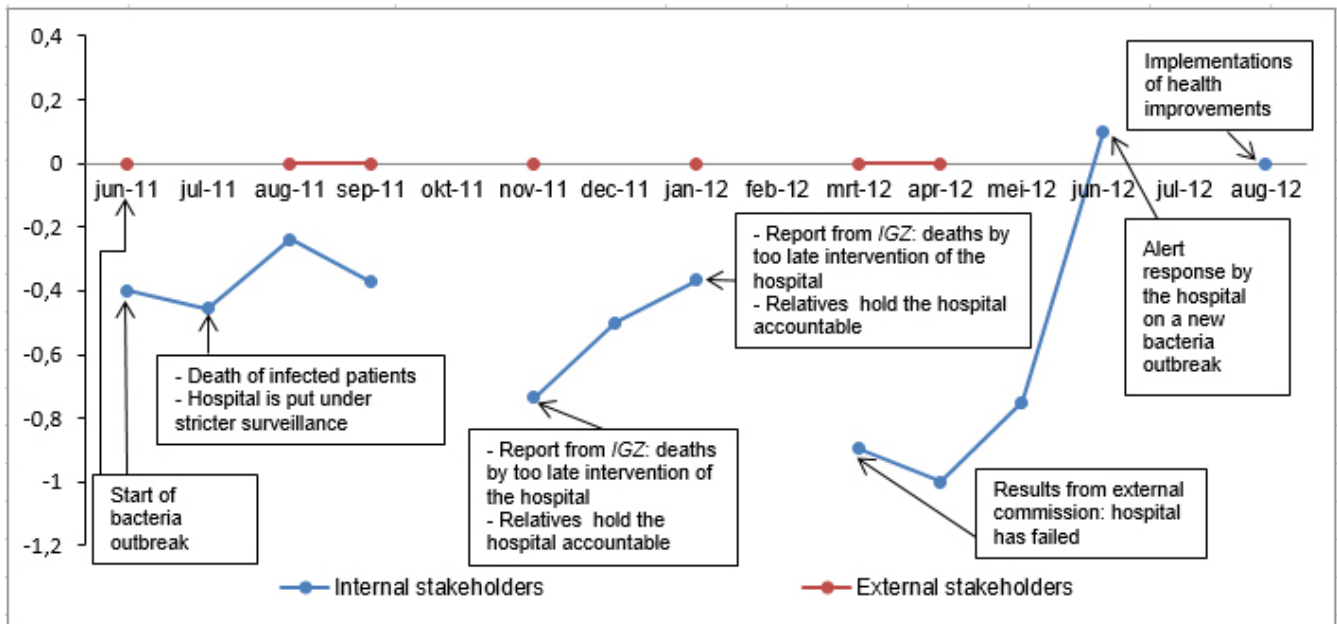 0,4
0,2
0
-0,2
-0,4
-0,6
-0,8
-1
-1,2
jun-11 jul-11 aug-11 sep-11 okt-11 nov-11 dec-11 jan-12 feb-12 mrt-12 apr-12 mei-12 jun-12 jul-12 aug-12
Start of
bacteria
outbreak
- Death of infected patients
- Hospital is put under
stricter surveillance
- Report from IGZ: deaths
by too late intervention of
the hospital
- Relatives hold the
hospital accountable
- Report from IGZ: deaths by
too late intervention of the
hospital
- Relatives hold the hospital
accountable
Results from external
commission: hospital
has failed
Alert
response by
the hospital
on a new
bacteria
outbreak
Implementations
of health
improvements
Internal stakeholders
External stakeholders